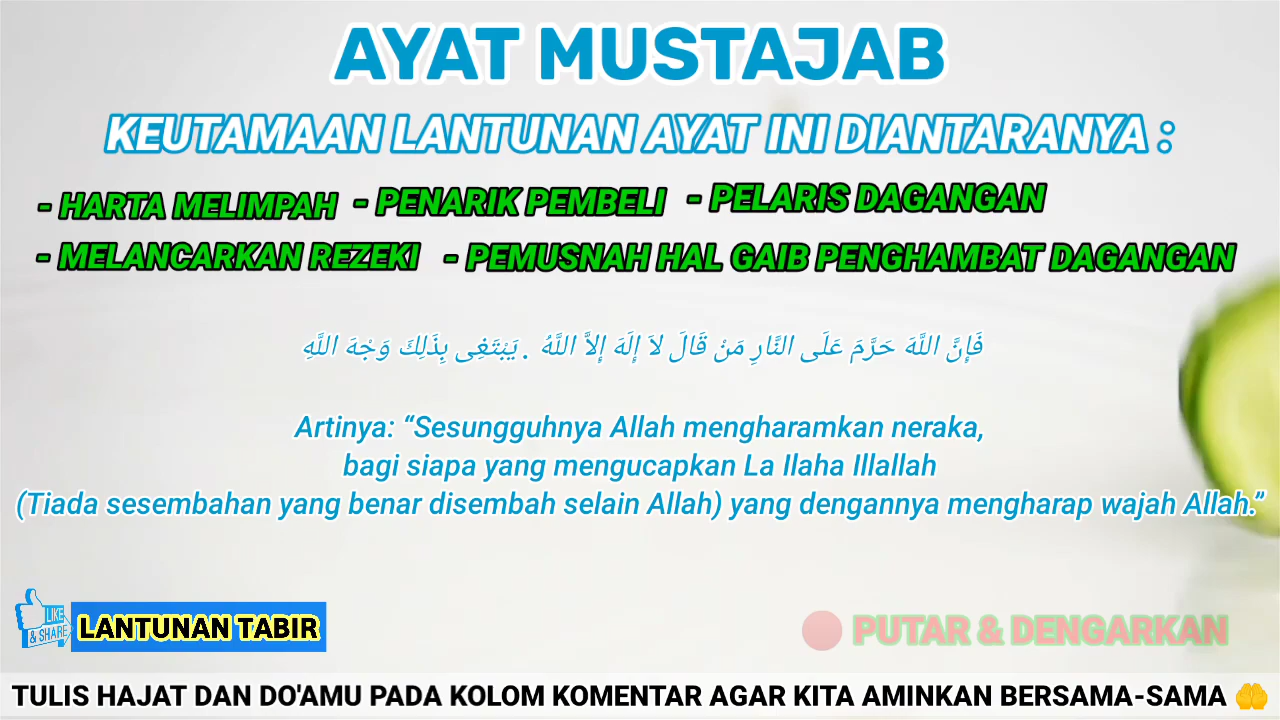 AYAT MUSTAJAB
KEUTAMAAN LANTUNAN AYAT INI DIANTARANYA :
- HARTA MELIMPAH - PENARIK PEMBELI - PELARIS DAGANGAN
- MELANCARKAN REZEKI - PEMUSNAH HAL GAIB PENGHAMBAT DAGANGAN
فَإِنَّ اللَّهَ حَرَّمَ عَلَى النَّارِ مَنْ قَالَ لاَ إِلَهَ إِلاَّ اللَّهُ . يَبْتَغِى بِذَلِكَ وَجْهَ اللَّهِ
Artinya: “Sesungguhnya Allah mengharamkan neraka,
bagi siapa yang mengucapkan La Ilaha Illallah
(Tiada sesembahan yang benar disembah selain Allah) yang dengannya mengharap wajah Allah.”
LIKE
& SHARE
LANTUNAN TABIR
PUTAR & DENGARKAN
TULIS HAJAT DAN DO'AMU PADA KOLOM KOMENTAR AGAR KITA AMINKAN BERSAMA-SAMA 🤲